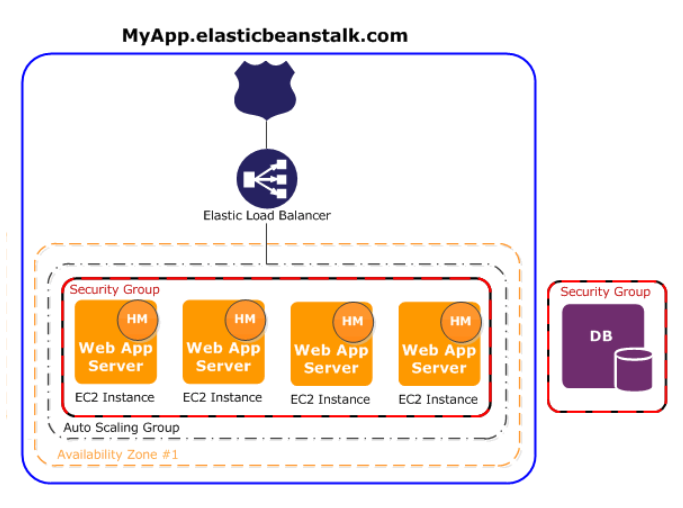 MyApp.elasticbeanstalk.com
Elastic Load Balancer
Security Group
HM
Web App
Server
EC2 Instance
HM
Web App
Server
EC2 Instance
HM
Web App
Server
EC2 Instance
HM
Web App
Server
EC2 Instance
Auto Scaling Group
Availability Zone #1
Security Group
DB